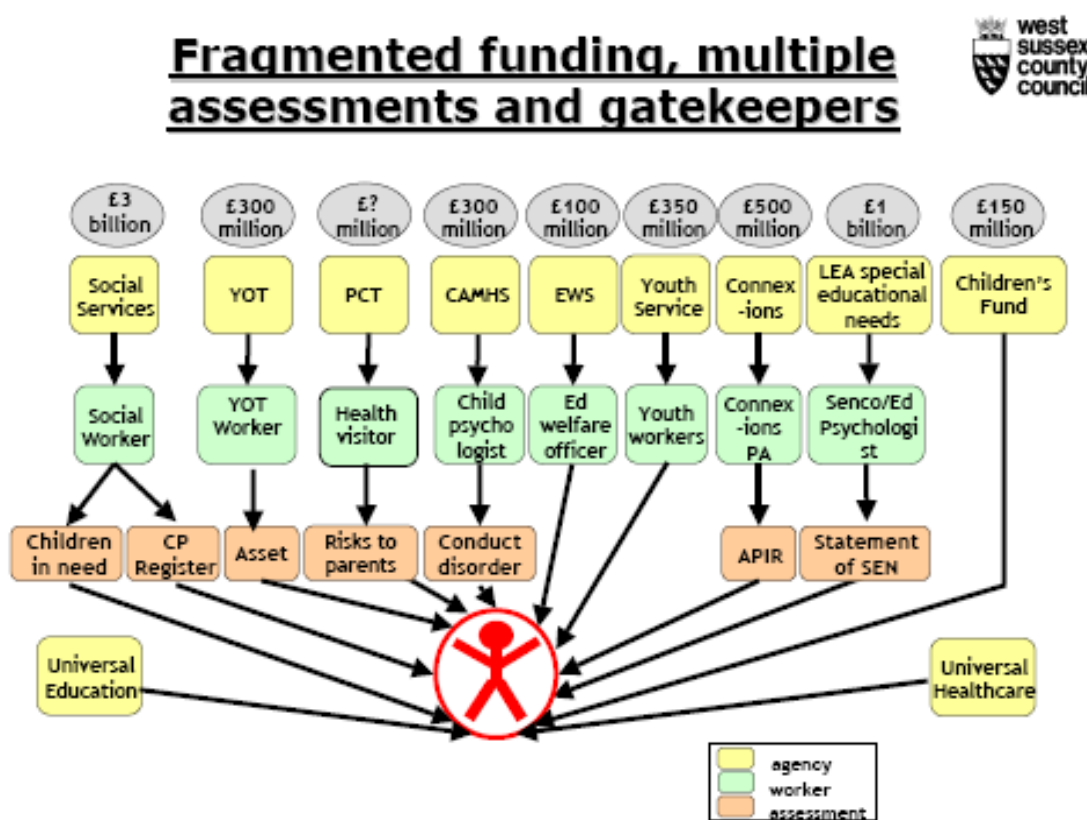 Fragmented funding, multiple
assessments and gatekeepers
west
sussex
county
council
£3
billion
£300
million
£?
million
£300
million
£100
million
£350
million
£500
million
£1
billion
£150
million
Social
Services
YOT
PCT
CAMHS
EWS
Youth
Service
Connex
-ions
LEA special
educational
needs
Children's
Fund
Social
Worker
YOT
Worker
Health
visitor
Child
psycho
logist
Ed
welfare
officer
Youth
workers
Connex
-ions
PA
Senco/Ed
Psychologi
st
Children
in need
CP
Register
Asset
Risks to
parents
Conduct
disorder
APIR
Statement
of SEN
Universal
Education
Universal
Healthcare
agency
worker
assessment